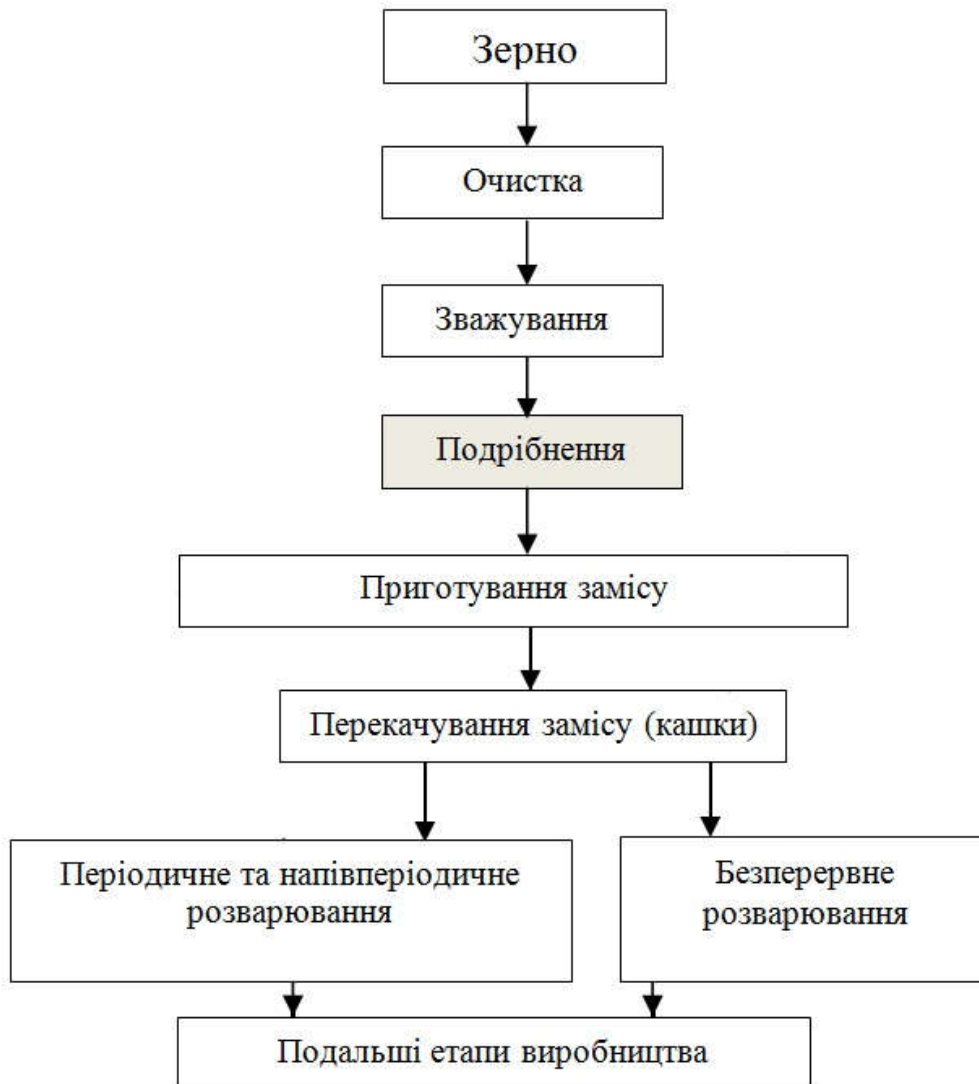 Зерно
Очистка
Зважування
Подрібнення
Приготування замісу
Перекачування замісу (кашки)
Періодичне та напівперіодичне
розварювання
Безперервне
розварювання
Подальші етапи виробництва